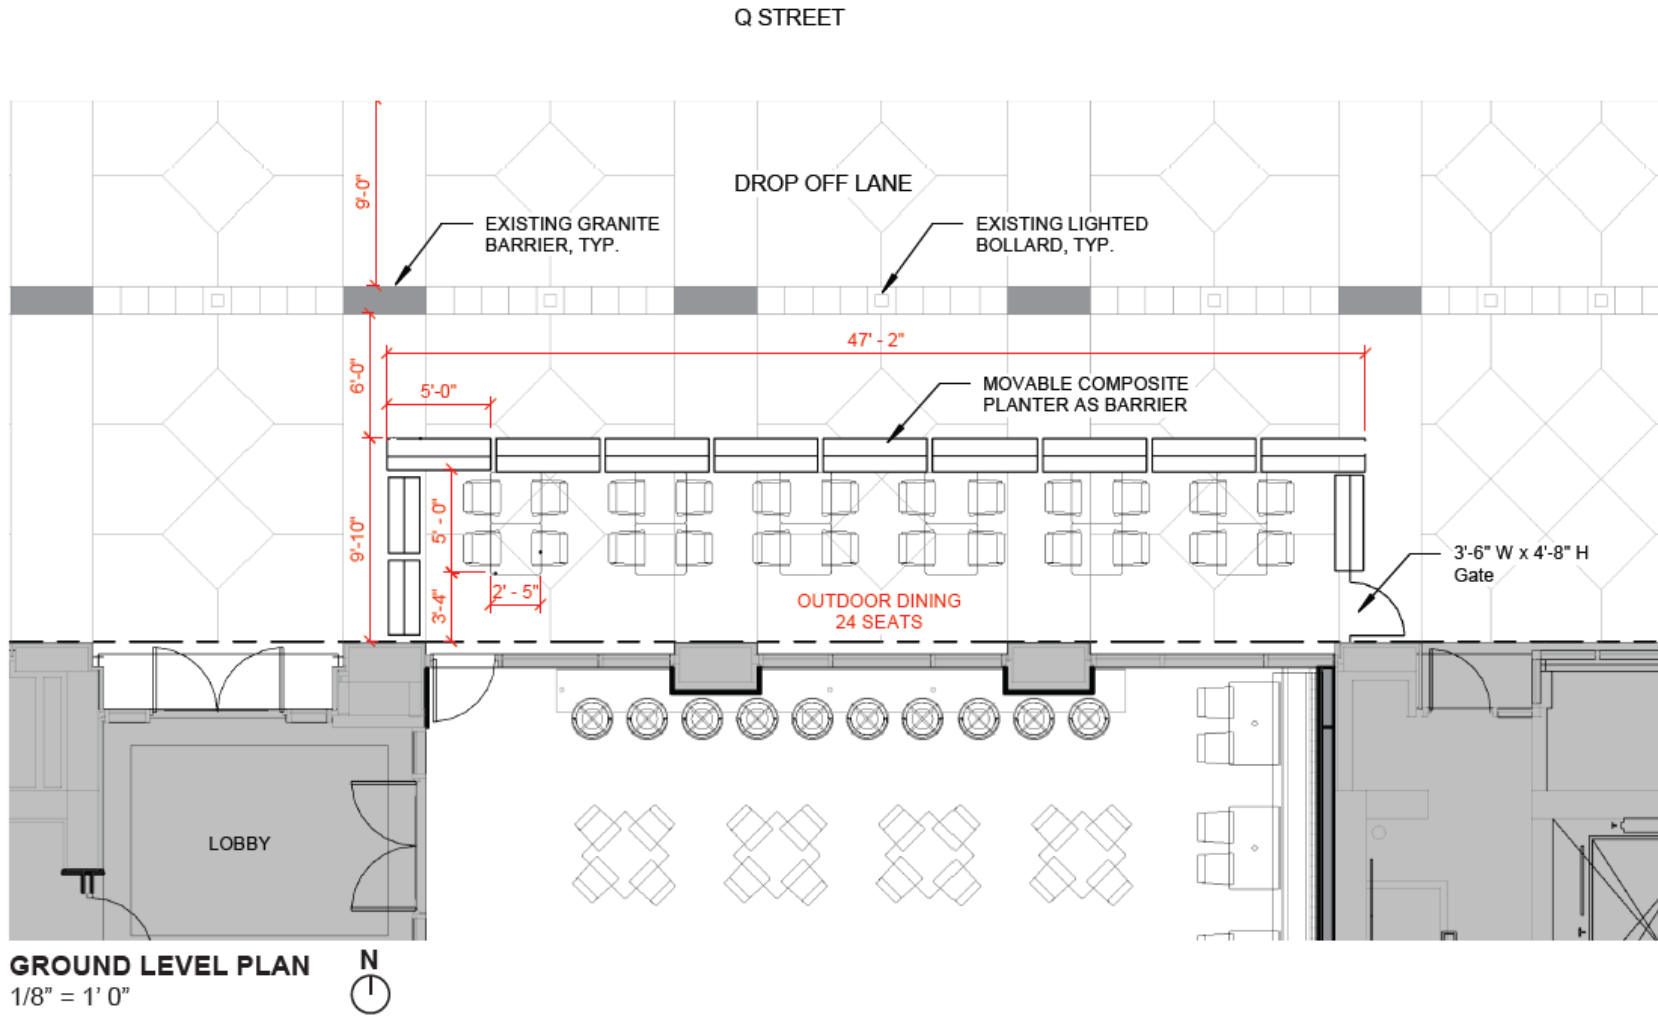 Q STREET
DROP OFF LANE
9'-0"
EXISTING GRANITE
BARRIER, TYP.
EXISTING LIGHTED
BOLLARD, TYP.
47' - 2"
6'-0"
5'-0"
MOVABLE COMPOSITE
PLANTER AS BARRIER
9'-10"
5' - 0"
3'-4"
2' - 5"
OUTDOOR DINING
24 SEATS
3'-6" W x 4'-8" H
Gate
LOBBY
GROUND LEVEL PLAN
1/8" = 1' 0"
N